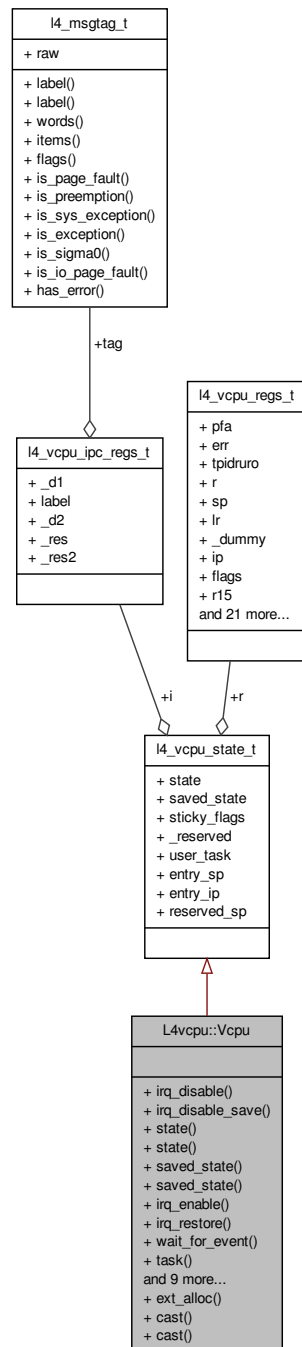 l4_msgtag_t
+ raw
+ label()
+ label()
+ words()
+ items()
+ flags()
+ is_page_fault()
+ is_preemption()
+ is_sys_exception()
+ is_exception()
+ is_sigma0()
+ is_io_page_fault()
+ has_error()
+tag
l4_vcpu_ipc_regs_t
+ _d1
+ label
+ _d2
+ _res
+ _res2
l4_vcpu_regs_t
+ pfa
+ err
+ tpidruro
+ r
+ sp
+ lr
+ _dummy
+ ip
+ flags
+ r15
and 21 more...
+i
+r
l4_vcpu_state_t
+ state
+ saved_state
+ sticky_flags
+ _reserved
+ user_task
+ entry_sp
+ entry_ip
+ reserved_sp
L4vcpu::Vcpu
+ irq_disable()
+ irq_disable_save()
+ state()
+ state()
+ saved_state()
+ saved_state()
+ irq_enable()
+ irq_restore()
+ wait_for_event()
+ task()
and 9 more...
+ ext_alloc()
+ cast()
+ cast()